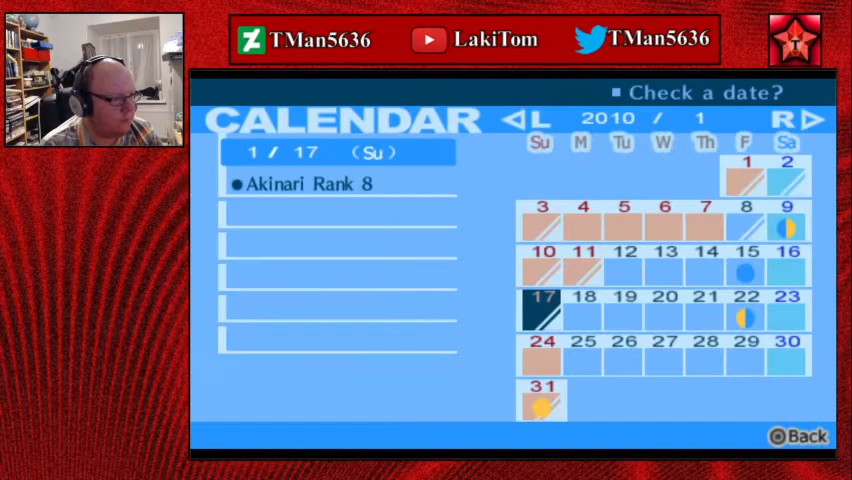 TMan5636
LakiTom
TMan5636
T
Check a date?
CALENDAR
L 2010 / 1 R
Su M Tu W Th F Sa
1 / 17 (Su)
Akinari Rank 8
1 2
3 4 5 6 7 8 9
10 11 12 13 14 15 16
17 18 19 20 21 22 23
24 25 26 27 28 29 30
31
Back